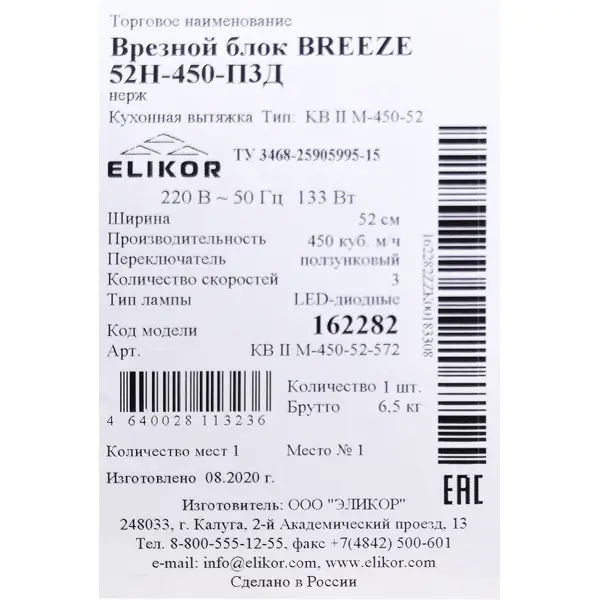 Торговое наименование
Врезной блок BREEZE
52Н-450-П3Д
нерж
Кухонная вытяжка Тип: КВ II М-450-52
ELIKOR
ТУ 3468-25905995-15
220 В ~ 50 Гц 133 Вт
Ширина 52 см
Производительность 450 куб. м/ч
Переключатель ползунковый
Количество скоростей 3
Тип лампы LED-диодные
Код модели 162282
Арт. КВ II М-450-52-572
4 640028 113236
Количество 1 шт.
Брутто 6,5 кг
Количество мест 1 Место № 1
Изготовлено 08.2020 г.
EAC
Изготовитель: ООО "ЭЛИКОР"
248033, г. Калуга, 2-й Академический проезд, 13
Тел. 8-800-555-12-55, факс +7(4842) 500-601
e-mail: info@elikor.com, www.elikor.com
Сделано в России